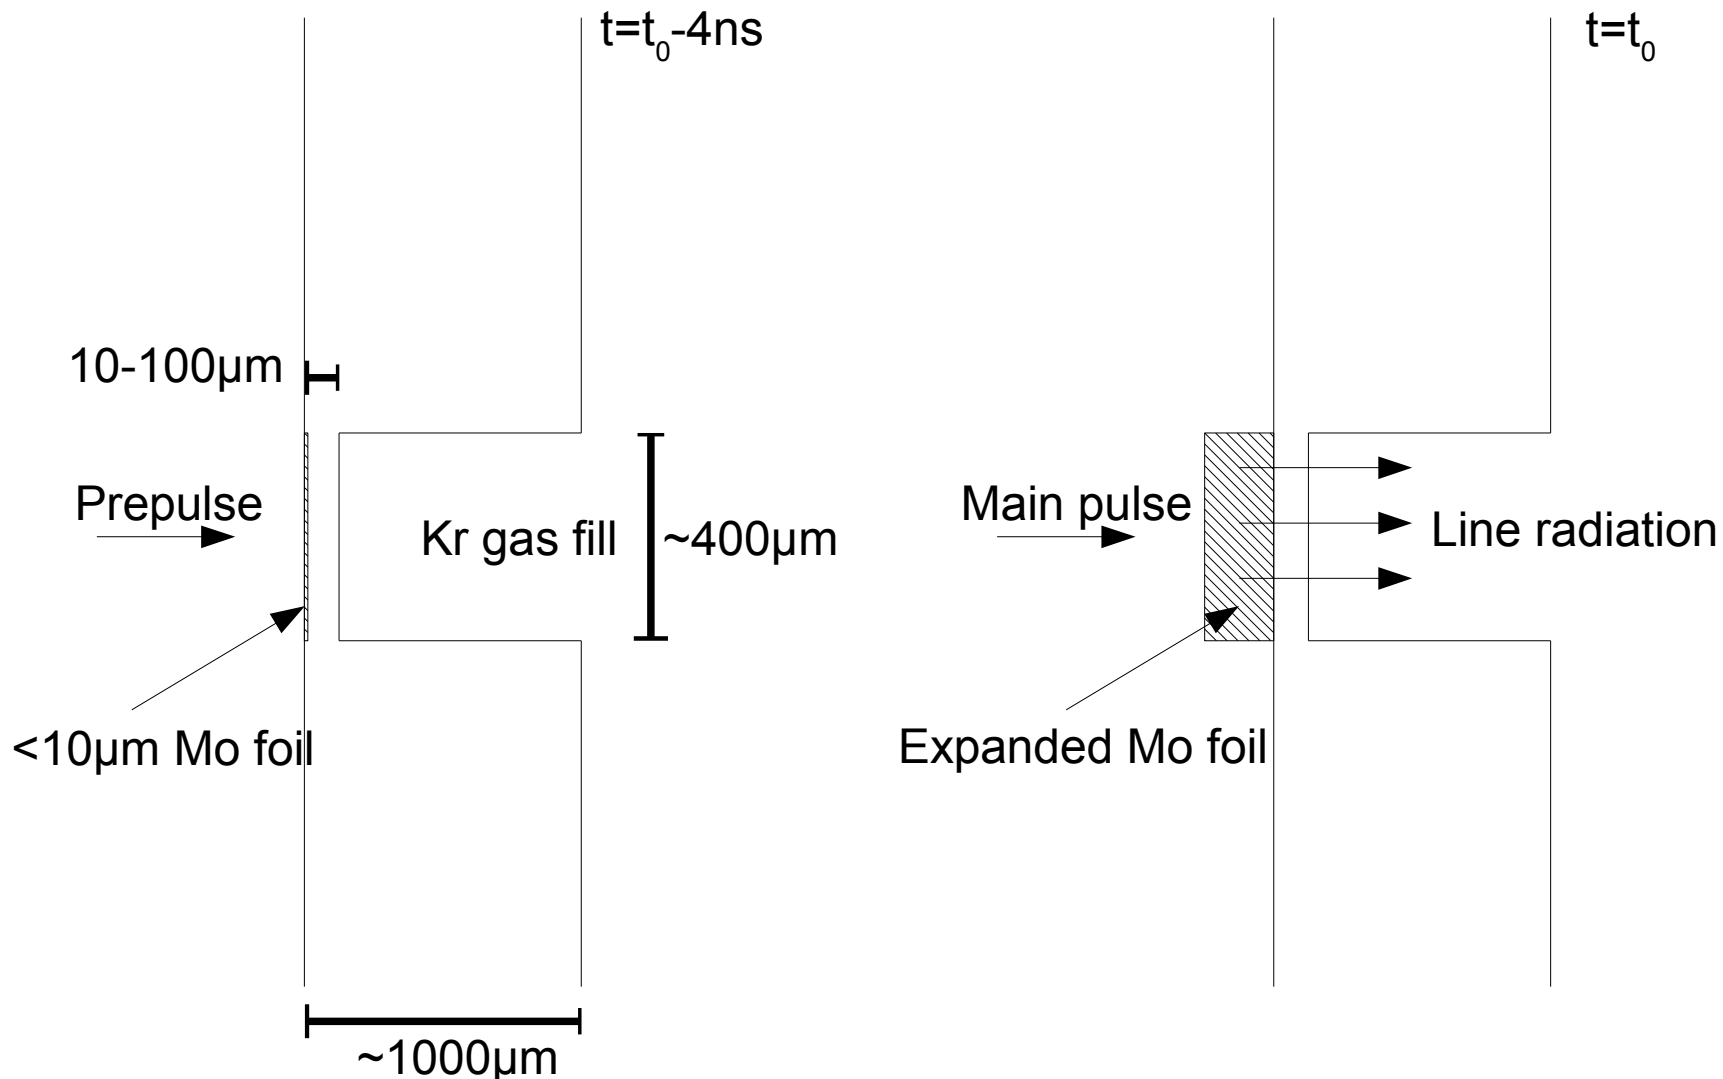 t=t₀-4ns
t=t₀
10-100µm
Prepulse
Kr gas fill
~400µm
Main pulse
Line radiation
<10µm Mo foil
Expanded Mo foil
~1000µm